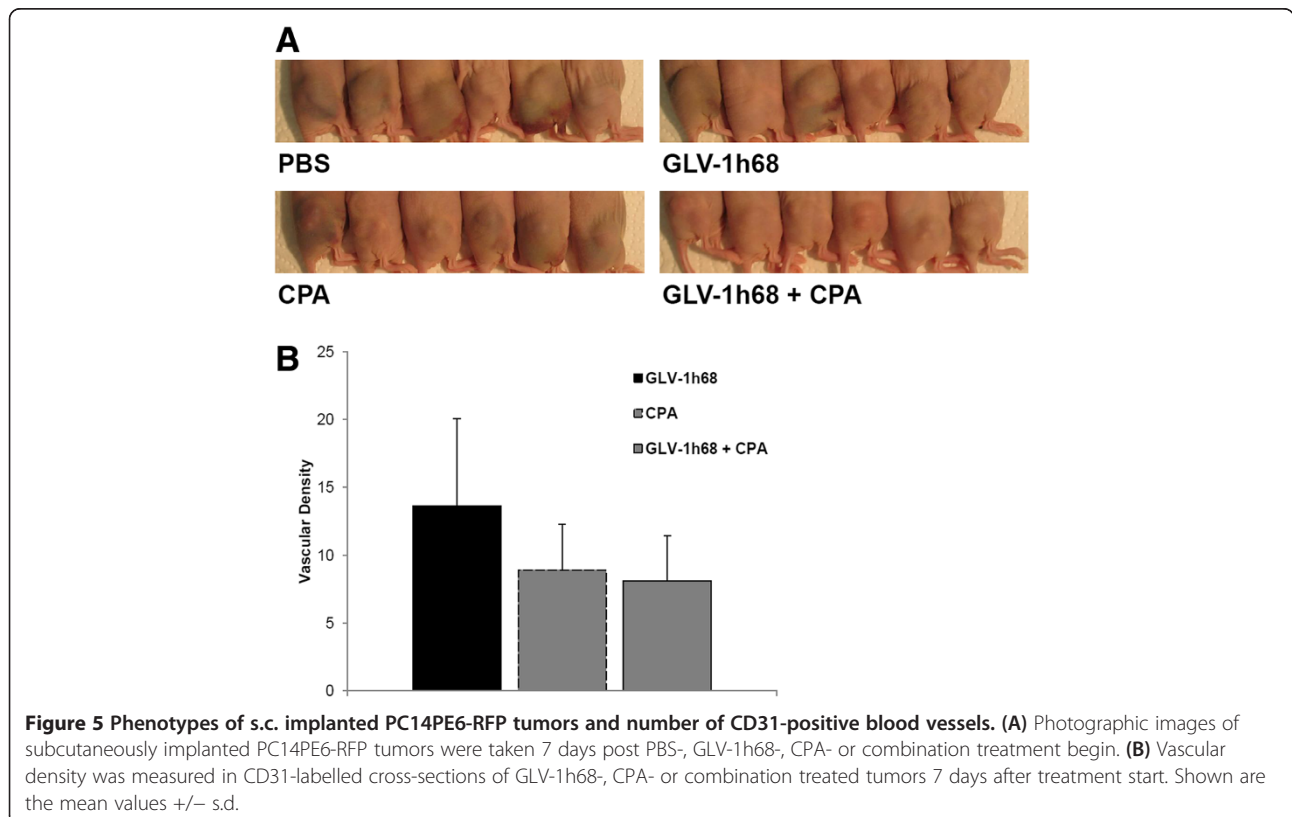 A
PBS
GLV-1h68
CPA
GLV-1h68 + CPA
B
25
20
15
10
5
0
Vascular Density
GLV-1h68
CPA
GLV-1h68 + CPA
Figure 5 Phenotypes of s.c. implanted PC14PE6-RFP tumors and number of CD31-positive blood vessels. (A) Photographic images of
subcutaneously implanted PC14PE6-RFP tumors were taken 7 days post PBS-, GLV-1h68-, CPA- or combination treatment begin. (B) Vascular
density was measured in CD31-labelled cross-sections of GLV-1h68-, CPA- or combination treated tumors 7 days after treatment start. Shown are
the mean values +/− s.d.